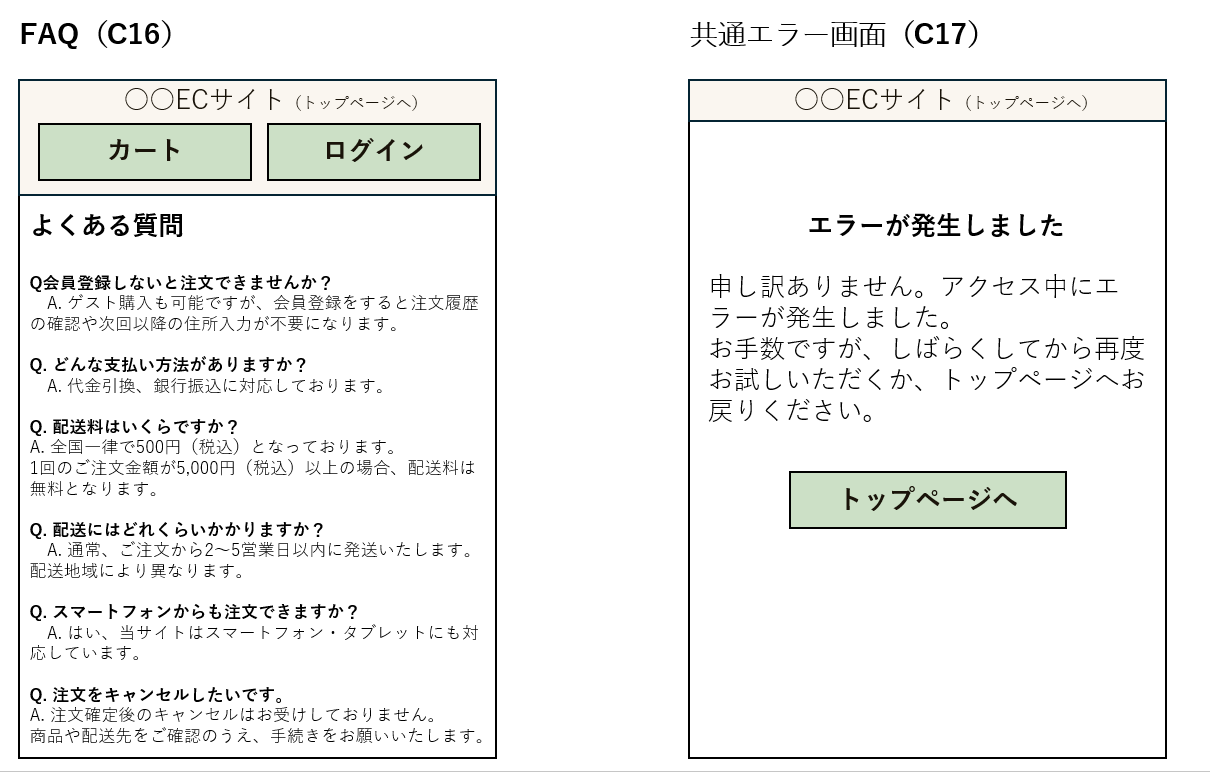 FAQ（C16）
〇〇ECサイト（トップページへ）
カート
ログイン
よくある質問
Q会員登録しないと注文できませんか？
A. ゲスト購入も可能ですが、会員登録をすると注文履歴
の確認や次回以降の住所入力が不要になります。
Q. どんな支払い方法がありますか？
A. 代金引換、銀行振込に対応しております。
Q. 配送料はいくらですか？
A. 全国一律で500円（税込）となっております。
1回のご注文金額が5,000円（税込）以上の場合、配送料は
無料となります。
Q. 配送にはどれくらいかかりますか？
A. 通常、ご注文から2～5営業日以内に発送いたします。
配送地域により異なります。
Q. スマートフォンからも注文できますか？
A. はい、当サイトはスマートフォン・タブレットにも対
応しています。
Q. 注文をキャンセルしたいです。
A. 注文確定後のキャンセルはお受けしておりません。
商品や配送先をご確認のうえ、手続きをお願いいたします。
共通エラー画面（C17）
〇〇ECサイト（トップページへ）
エラーが発生しました
申し訳ありません。アクセス中にエ
ラーが発生しました。
お手数ですが、しばらくしてから再度
お試しいただくか、トップページへお
戻りください。
トップページへ